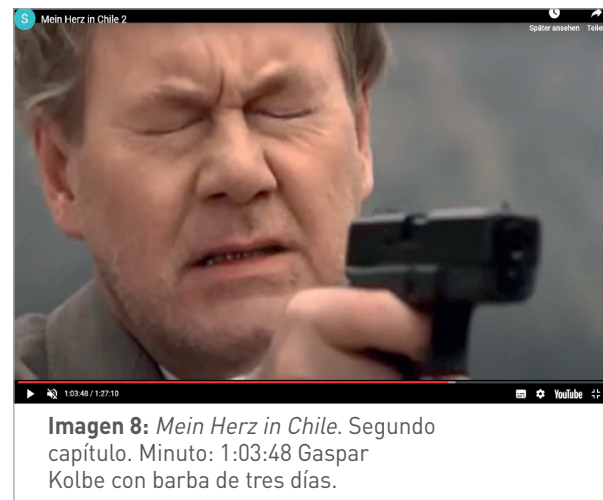 S Mein Herz in Chile 2
Später ansehen Teile
1:03:48 / 1:27:10
YouTube
Imagen 8: Mein Herz in Chile. Segundo
capítulo. Minuto: 1:03:48 Gaspar
Kolbe con barba de tres días.